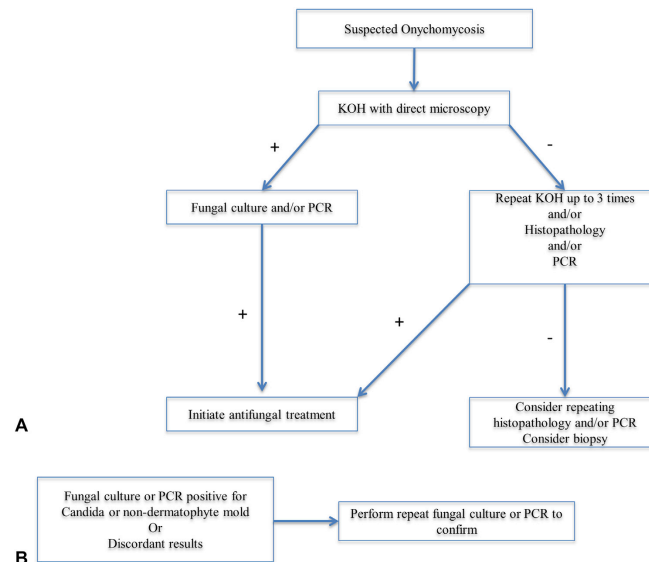 Suspected Onychomycosis
KOH with direct microscopy
+
-
Fungal culture and/or PCR
Repeat KOH up to 3 times
and/or
Histopathology
and/or
PCR
+
+
-
Initiate antifungal treatment
Consider repeating
histopathology and/or PCR
Consider biopsy
A
Fungal culture or PCR positive for
Candida or non-dermatophyte mold
Or
Discordant results
Perform repeat fungal culture or PCR to
confirm
B